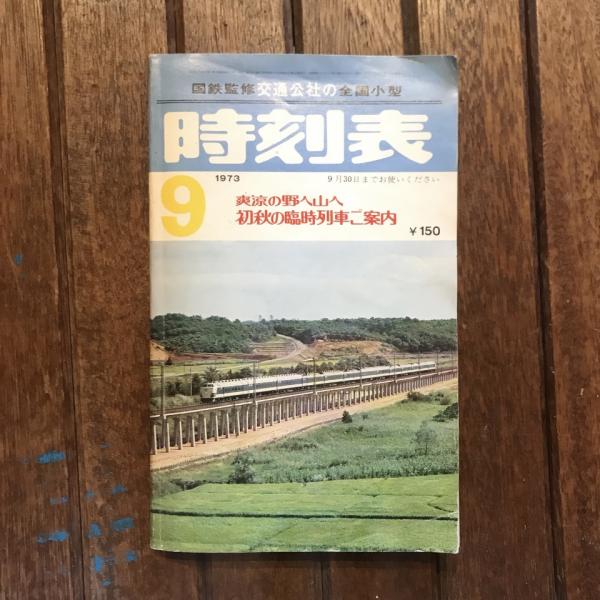 国鉄監修交通公社の全国小型
時刻表
1973
9月30日までお使いください
9
爽涼の野へ山へ
初秋の臨時列車ご案内
¥150